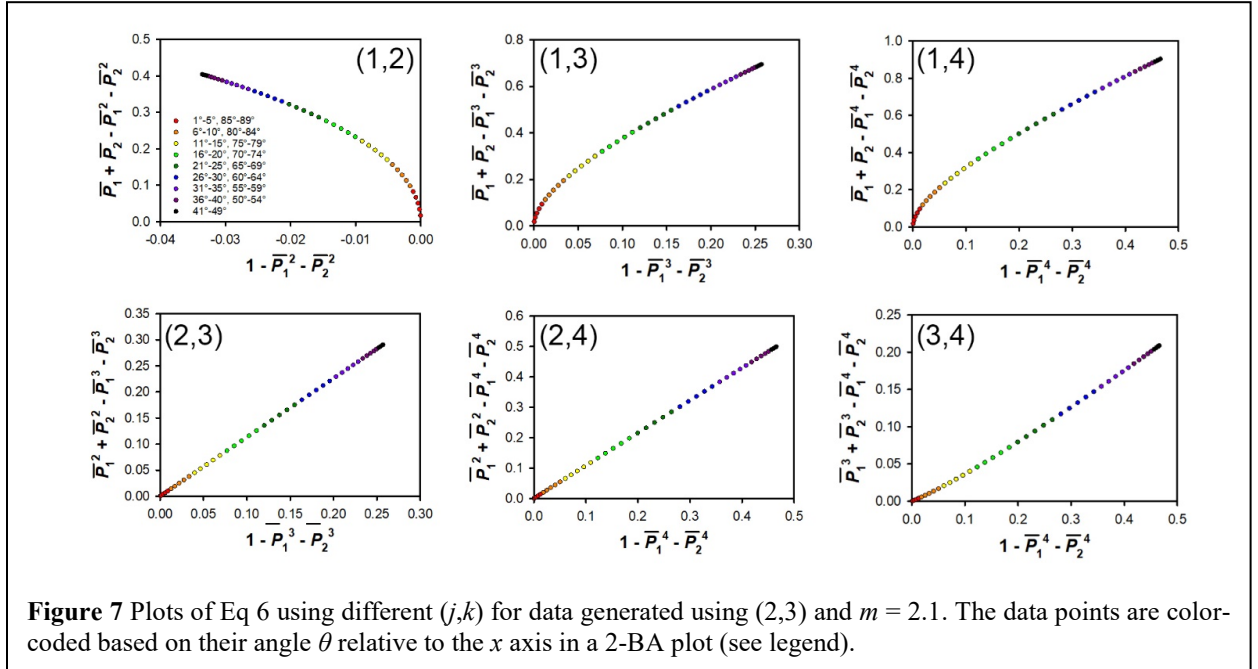 (1,2)
P̅₁ + P̅₂ - P̅₁² - P̅₂²
0.5
0.4
0.3
0.2
0.1
0.0
1°-5°, 85°-89°
6°-10°, 80°-84°
11°-15°, 75°-79°
16°-20°, 70°-74°
21°-25°, 65°-69°
26°-30°, 60°-64°
31°-35°, 55°-59°
36°-40°, 50°-54°
41°-49°
-0.04 -0.03 -0.02 -0.01 0.00
1 - P̅₁² - P̅₂²
(1,3)
P̅₁ + P̅₂ - P̅₁³ - P̅₂³
0.8
0.6
0.4
0.2
0.0
0.00 0.05 0.10 0.15 0.20 0.25 0.30
1 - P̅₁³ - P̅₂³
(1,4)
P̅₁ + P̅₂ - P̅₁⁴ - P̅₂⁴
1.0
0.8
0.6
0.4
0.2
0.0
0.0 0.1 0.2 0.3 0.4 0.5
1 - P̅₁⁴ - P̅₂⁴
(2,3)
P̅₁² + P̅₂² - P̅₁³ - P̅₂³
0.35
0.30
0.25
0.20
0.15
0.10
0.05
0.00
0.00 0.05 0.10 0.15 0.20 0.25 0.30
1 - P̅₁³ - P̅₂³
(2,4)
P̅₁² + P̅₂² - P̅₁⁴ - P̅₂⁴
0.6
0.5
0.4
0.3
0.2
0.1
0.0
0.0 0.1 0.2 0.3 0.4 0.5
1 - P̅₁⁴ - P̅₂⁴
(3,4)
P̅₁³ + P̅₂³ - P̅₁⁴ - P̅₂⁴
0.25
0.20
0.15
0.10
0.05
0.00
0.0 0.1 0.2 0.3 0.4 0.5
1 - P̅₁⁴ - P̅₂⁴
Figure 7 Plots of Eq 6 using different (j,k) for data generated using (2,3) and m = 2.1. The data points are color-
coded based on their angle θ relative to the x axis in a 2-BA plot (see legend).